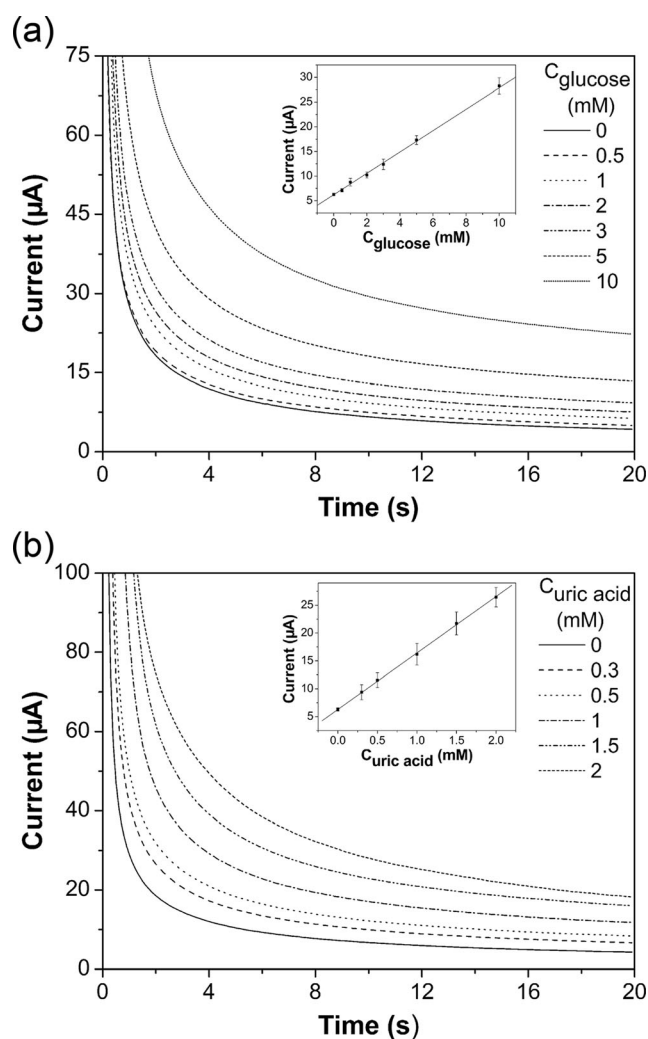 (a)
75
60
45
30
15
0
Current (µA)
0 4 8 12 16 20
Time (s)
30
25
20
15
10
5
Current (µA)
0 2 4 6 8 10
Cglucose (mM)
Cglucose
(mM)
0
0.5
1
2
3
5
10
(b)
100
80
60
40
20
0
Current (µA)
0 4 8 12 16 20
Time (s)
25
20
15
10
5
Current (µA)
0.0 0.5 1.0 1.5 2.0
Curic acid (mM)
Curic acid
(mM)
0
0.3
0.5
1
1.5
2